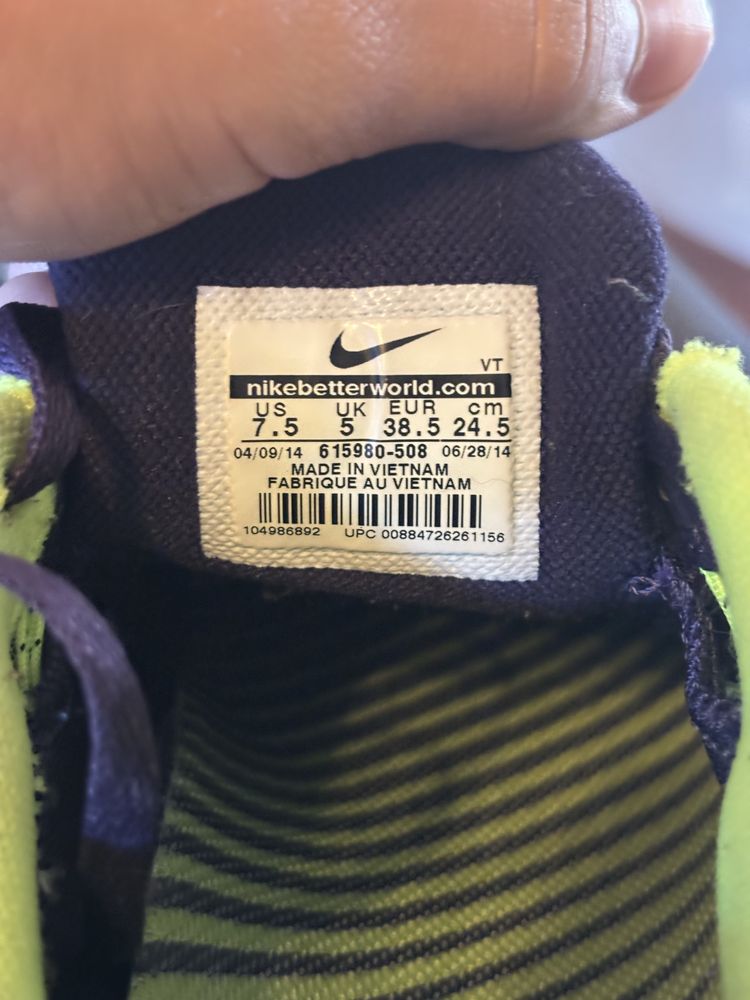 VT
nikebetterworld.com
US UK EUR cm
7.5 5 38.5 24.5
04/09/14 615980-508 06/28/14
MADE IN VIETNAM
FABRIQUE AU VIETNAM
104986892 UPC 00884726261156